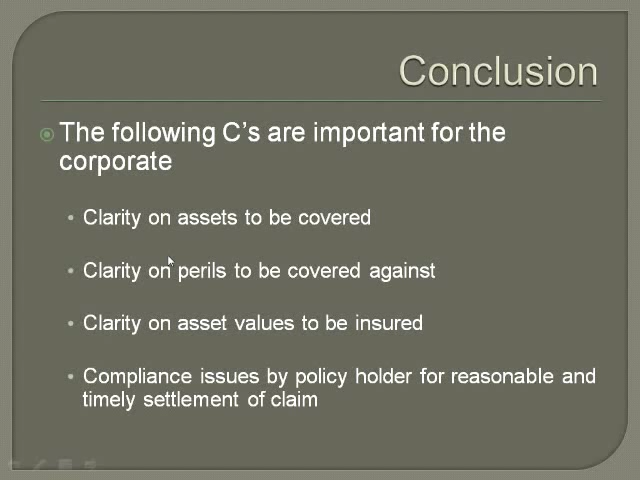 Conclusion
The following C’s are important for the
corporate
• Clarity on assets to be covered
• Clarity on perils to be covered against
• Clarity on asset values to be insured
• Compliance issues by policy holder for reasonable and
timely settlement of claim